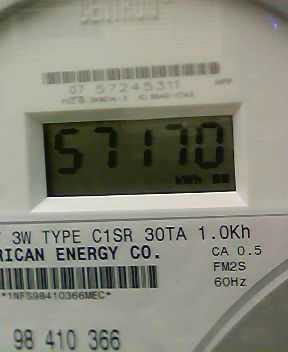 CENTRON
07 57245311
57170
kWh
3W TYPE C1SR 30TA 1.0Kh
RICAN ENERGY CO.
CA 0.5
FM2S
60Hz
*1NFS98410366MEC*
98 410 366